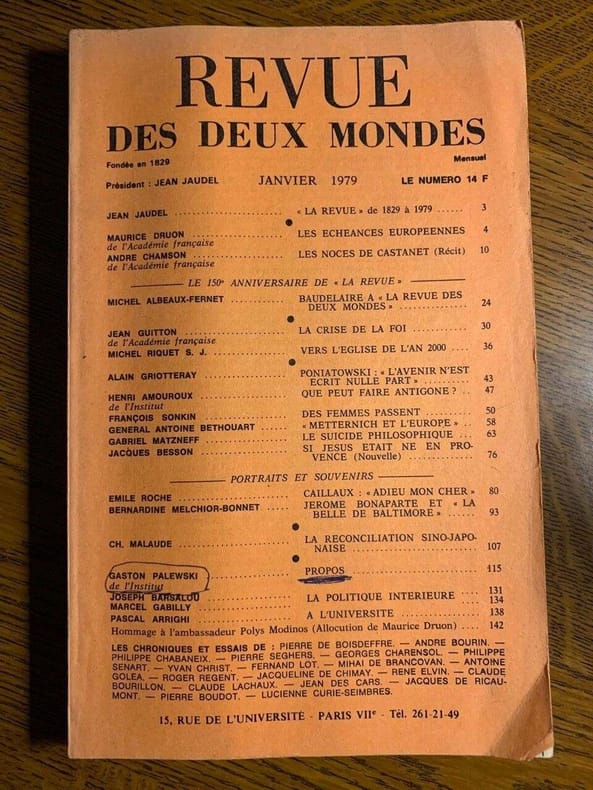 REVUE
DES DEUX MONDES
Fondée en 1829 Mensuel
Président : JEAN JAUDEL JANVIER 1979 LE NUMERO 14 F
JEAN JAUDEL .................... « LA REVUE » de 1829 à 1979 ...... 3
MAURICE DRUON .................... LES ECHEANCES EUROPEENNES 4
de l'Académie française
ANDRE CHAMSON .................... LES NOCES DE CASTANET (Récit) 10
de l'Académie française
LE 150e ANNIVERSAIRE DE « LA REVUE »
MICHEL ALBEAUX-FERNET ........... BAUDELAIRE A « LA REVUE DES
DEUX MONDES » .............. 24
JEAN GUITTON .................... LA CRISE DE LA FOI ............ 30
de l'Académie française
MICHEL RIQUET S. J. ............. VERS L'EGLISE DE L'AN 2000 .... 36
ALAIN GRIOTTERAY ................ PONIATOWSKI : « L'AVENIR N'EST
ECRIT NULLE PART » .......... 43
HENRI AMOUROUX .................. QUE PEUT FAIRE ANTIGONE ? .. 47
de l'Institut
FRANÇOIS SONKIN ................. DES FEMMES PASSENT .......... 50
GENERAL ANTOINE BETHOUART ..... « METTERNICH ET L'EUROPE » .. 58
GABRIEL MATZNEFF ................ LE SUICIDE PHILOSOPHIQUE ... 63
JACQUES BESSON .................. SI JESUS ETAIT NE EN PRO-
VENCE (Nouvelle) ............ 76
PORTRAITS ET SOUVENIRS
EMILE ROCHE ..................... CAILLAUX : « ADIEU MON CHER » 80
BERNARDINE MELCHIOR-BONNET .... JEROME BONAPARTE ET « LA
BELLE DE BALTIMORE » ...... 93
CH. MALAUDE ..................... LA RECONCILIATION SINO-JAPO-
NAISE ...................... 107
GASTON PALEWSKI ................. PROPOS ...................... 115
de l'Institut
JOSEPH BARSALOU ................. LA POLITIQUE INTERIEURE .... 131
MARCEL GABILLY .................. 134
PASCAL ARRIGHI .................. A L'UNIVERSITE .............. 138
Hommage à l'ambassadeur Polys Modinos (Allocution de Maurice Druon) .... 142
LES CHRONIQUES ET ESSAIS DE : PIERRE DE BOISDEFFRE. — ANDRE BOURIN. —
PHILIPPE CHABANEIX. — PIERRE SEGHERS. — GEORGES CHARENSOL. — PHILIPPE
SENART. — YVAN CHRIST. — FERNAND LOT. — MIHAI DE BRANCOVAN. — ANTOINE
GOLEA. — ROGER REGENT. — JACQUELINE DE CHIMAY. — RENE ELVIN. — CLAUDE
BOURILLON. — CLAUDE LACHAUX. — JEAN DES CARS. — JACQUES DE RICAU-
MONT. — PIERRE BOUDOT. — LUCIENNE CURIE-SEIMBRES.
15, RUE DE L'UNIVERSITÉ - PARIS VIIe - Tél. 261-21-49